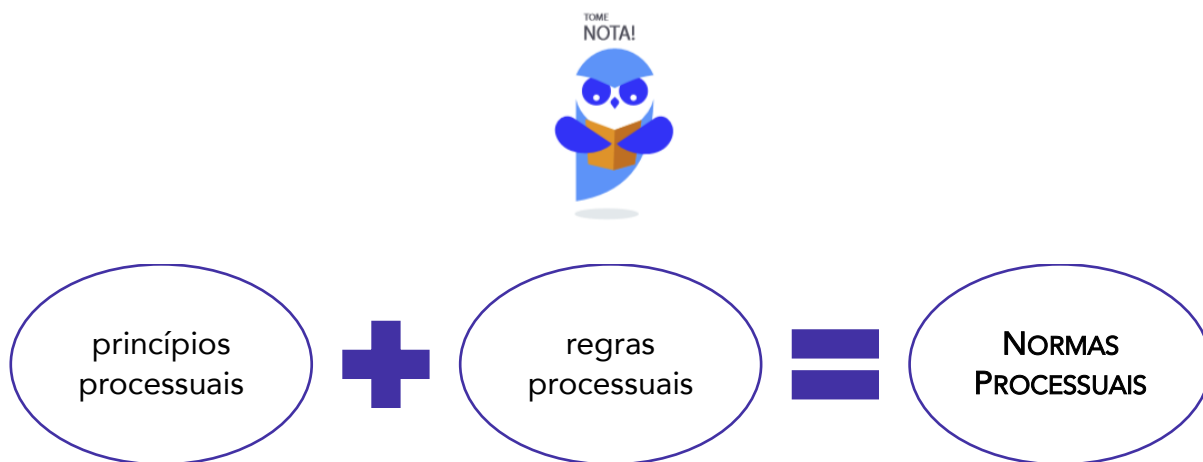 TOME
NOTA!
princípios
processuais
regras
processuais
NORMAS
PROCESSUAIS